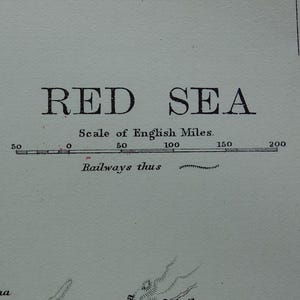 RED SEA
Scale of English Miles.
50 0 50 100 150 200
Railways thus